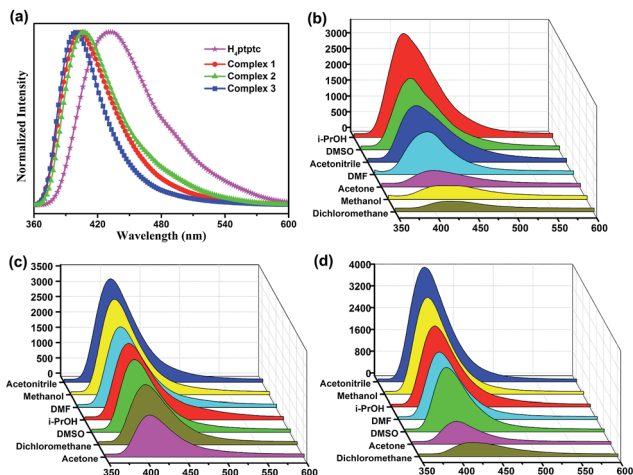 (a)
H4ptptc
Complex 1
Complex 2
Complex 3
Normalized Intensity
360 420 480 540 600
Wavelength (nm)
(b)
3000
2500
2000
1500
1000
500
0
i-PrOH
DMSO
Acetonitrile
DMF
Acetone
Methanol
Dichloromethane
350 400 450 500 550 600
(c)
3500
3000
2500
2000
1500
1000
500
0
Acetonitrile
Methanol
DMF
i-PrOH
DMSO
Dichloromethane
Acetone
350 400 450 500 550 600
(d)
4000
3200
2400
1600
800
0
Acetonitrile
Methanol
i-PrOH
DMF
DMSO
Acetone
Dichloromethane
350 400 450 500 550 600